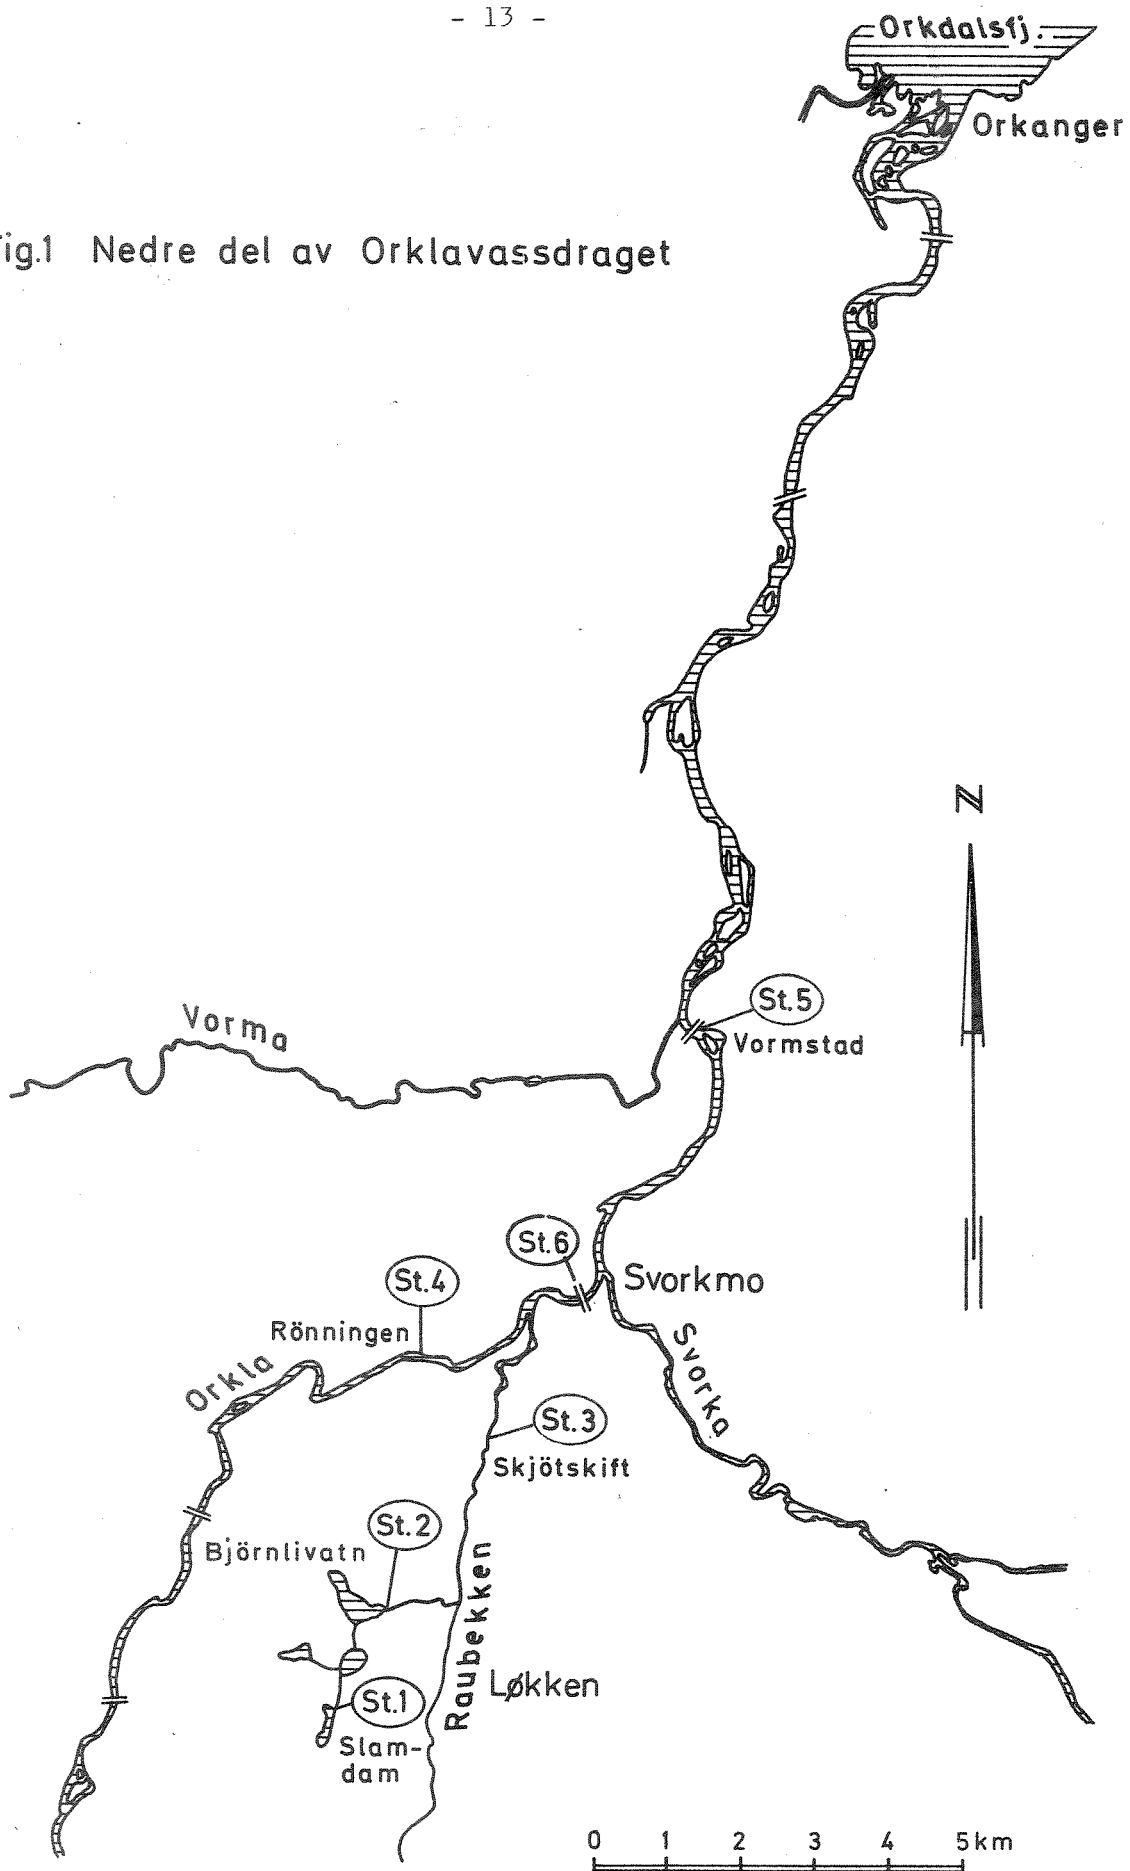 - 13 -
Orkdalsfj.
Orkanger
ig.1 Nedre del av Orklavassdraget
N
St.5
Vorma
Vormstad
St.6
Svorkmo
St.4
Rönningen
Orkla
Svorka
St.3
Skjötskift
St.2
Björnlivatn
Raubekken
Løkken
St.1
Slam-
dam
0 1 2 3 4 5km